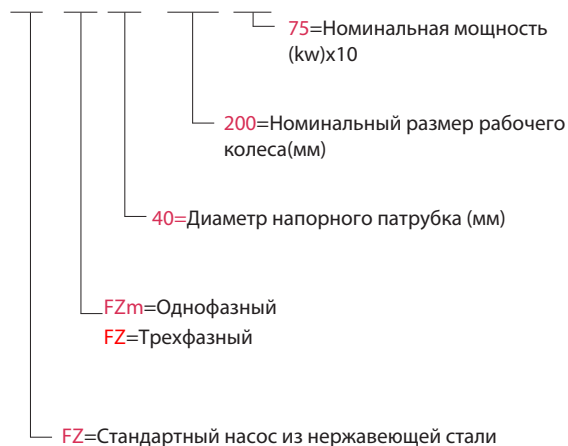 75=Номинальная мощность
(kw)x10
200=Номинальный размер рабочего
колеса(мм)
40=Диаметр напорного патрубка (мм)
FZm=Однофазный
FZ=Трехфазный
FZ=Стандартный насос из нержавеющей стали